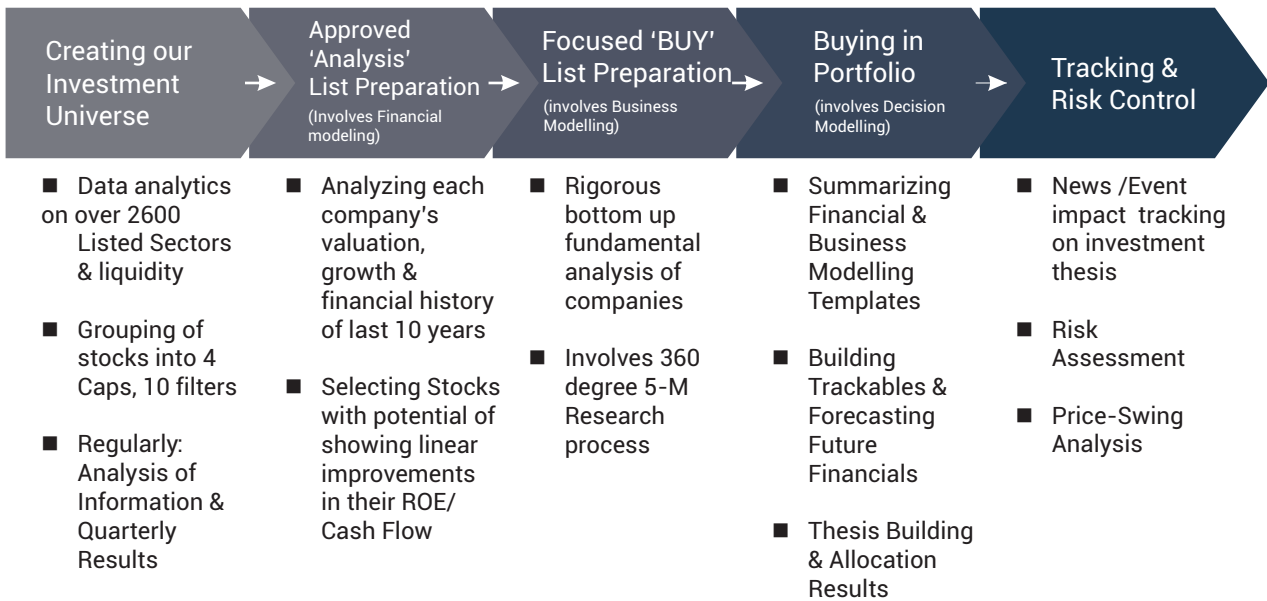 Creating our
Investment
Universe
Approved
‘Analysis’
List Preparation
(Involves Financial
modeling)
Focused ‘BUY’
List Preparation
(involves Business
Modelling)
Buying in
Portfolio
(involves Decision
Modelling)
Tracking &
Risk Control
■ Data analytics
on over 2600
Listed Sectors
& liquidity
■ Grouping of
stocks into 4
Caps, 10 filters
■ Regularly:
Analysis of
Information &
Quarterly
Results
■ Analyzing each
company’s
valuation,
growth &
financial history
of last 10 years
■ Selecting Stocks
with potential of
showing linear
improvements
in their ROE/
Cash Flow
■ Rigorous
bottom up
fundamental
analysis of
companies
■ Involves 360
degree 5-M
Research
process
■ Summarizing
Financial &
Business
Modelling
Templates
■ Building
Trackables &
Forecasting
Future
Financials
■ Thesis Building
& Allocation
Results
■ News /Event
impact tracking
on investment
thesis
■ Risk
Assessment
■ Price-Swing
Analysis